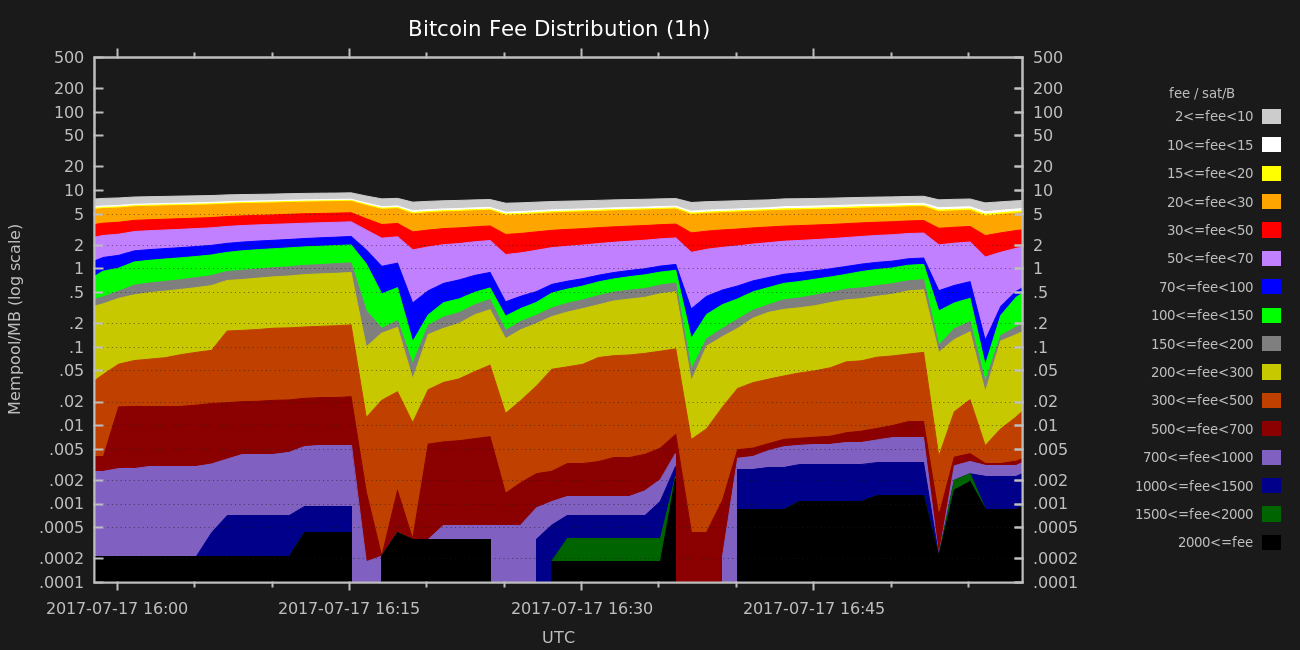 Bitcoin Fee Distribution (1h)
Mempool/MB (log scale)
500
200
100
50
20
10
5
2
1
.5
.2
.1
.05
.02
.01
.005
.002
.001
.0005
.0002
.0001
500
200
100
50
20
10
5
2
1
.5
.2
.1
.05
.02
.01
.005
.002
.001
.0005
.0002
.0001
2017-07-17 16:00
2017-07-17 16:15
2017-07-17 16:30
2017-07-17 16:45
UTC
fee / sat/B
2<=fee<10
10<=fee<15
15<=fee<20
20<=fee<30
30<=fee<50
50<=fee<70
70<=fee<100
100<=fee<150
150<=fee<200
200<=fee<300
300<=fee<500
500<=fee<700
700<=fee<1000
1000<=fee<1500
1500<=fee<2000
2000<=fee